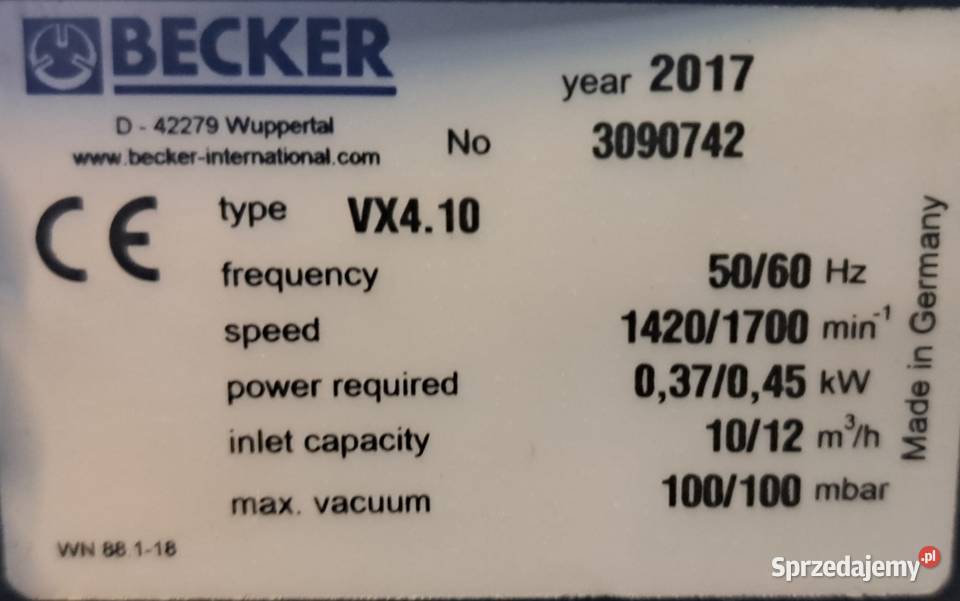 BECKER
year 2017
D - 42279 Wuppertal
www.becker-international.com
No 3090742
CE
type VX4.10
frequency 50/60 Hz
speed 1420/1700 min⁻¹
power required 0,37/0,45 kW
inlet capacity 10/12 m³/h
max. vacuum 100/100 mbar
Made in Germany
WN 88.1-18
Sprzedajemy.pl